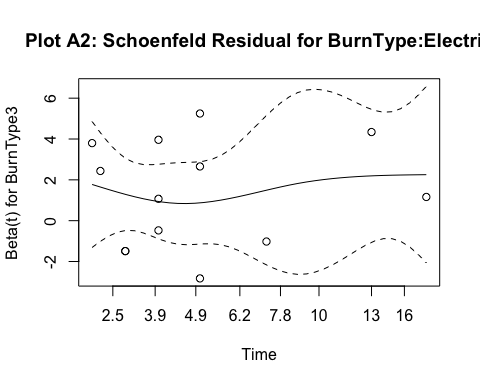 Plot A2: Schoenfeld Residual for BurnType:Electri
Beta(t) for BurnType3
6
4
2
0
-2
2.5 3.9 4.9 6.2 7.8 10 13 16
Time